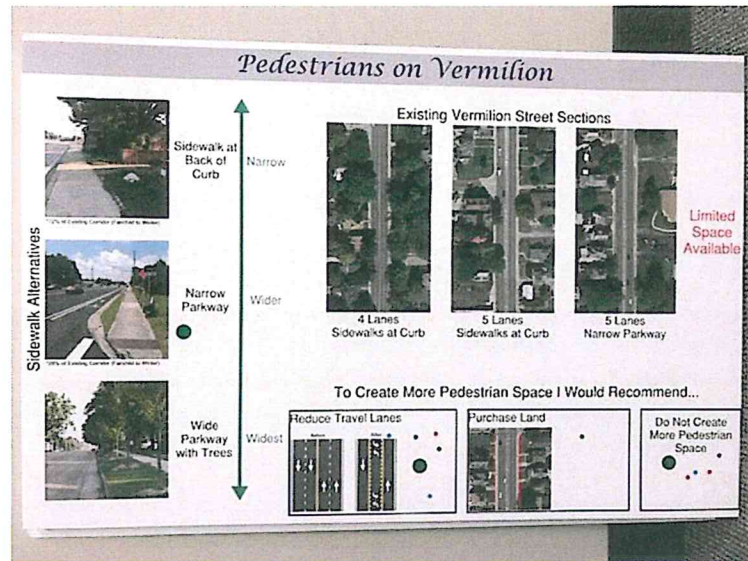 Pedestrians on Vermilion
Sidewalk Alternatives
Sidewalk at
Back of
Curb
Narrow
Narrow
Parkway
Wider
Wide
Parkway
with Trees
Widest
Existing Vermilion Street Sections
4 Lanes
Sidewalks at Curb
5 Lanes
Sidewalks at Curb
5 Lanes
Narrow Parkway
Limited
Space
Available
To Create More Pedestrian Space I Would Recommend...
Reduce Travel Lanes
Purchase Land
Do Not Create
More Pedestrian
Space